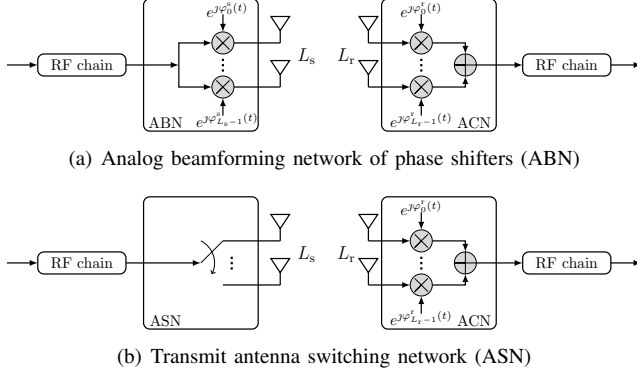 e^{jφ_0^s(t)} e^{jφ_0^r(t)}
RF chain L_s L_r RF chain
ABN e^{jφ_{L_s−1}^s(t)} e^{jφ_{L_r−1}^r(t)} ACN
(a) Analog beamforming network of phase shifters (ABN)
e^{jφ_0^r(t)}
RF chain L_s L_r RF chain
ASN e^{jφ_{L_r−1}^r(t)} ACN
(b) Transmit antenna switching network (ASN)